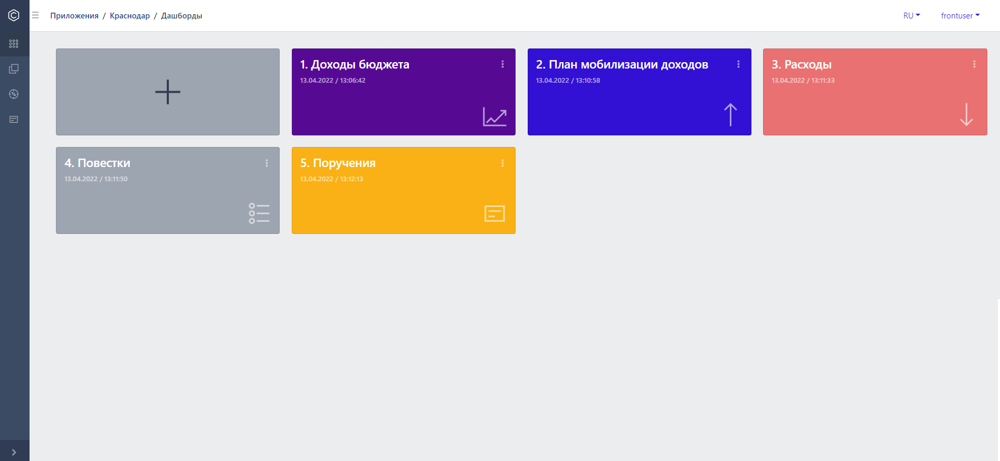 Приложения / Краснодар / Дашборды
RU
frontuser
1. Доходы бюджета
13.04.2022 / 13:06:42
2. План мобилизации доходов
13.04.2022 / 13:10:58
3. Расходы
13.04.2022 / 13:11:33
4. Повестки
13.04.2022 / 13:11:50
5. Поручения
13.04.2022 / 13:12:13